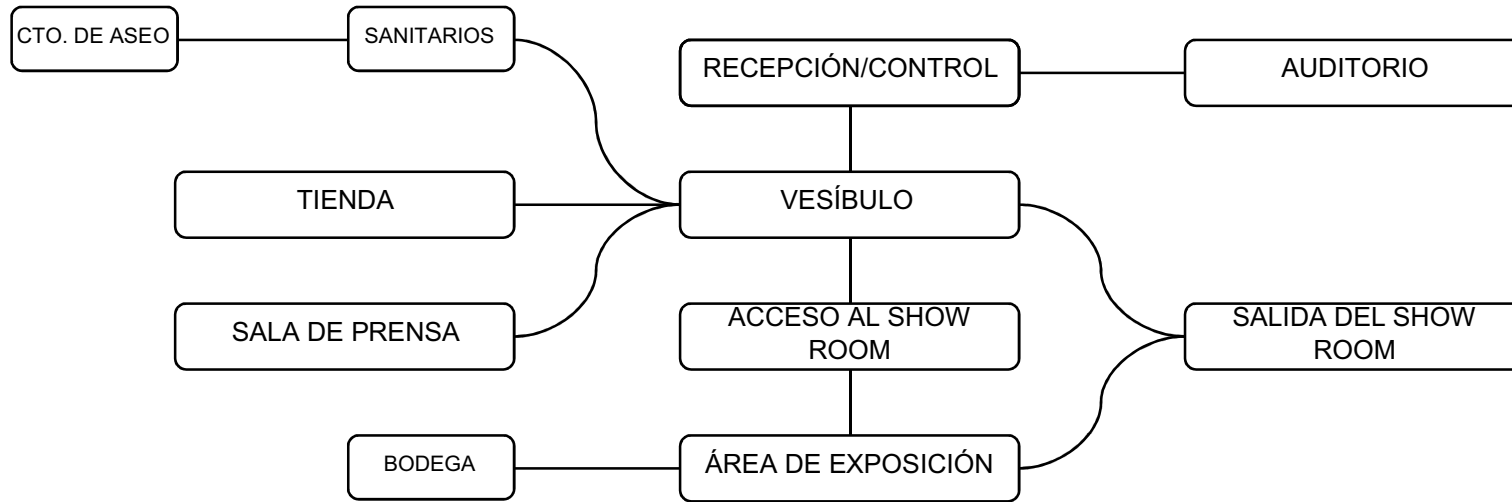 CTO. DE ASEO
SANITARIOS
RECEPCIÓN/CONTROL
AUDITORIO
TIENDA
VESÍBULO
SALA DE PRENSA
ACCESO AL SHOW
ROOM
SALIDA DEL SHOW
ROOM
BODEGA
ÁREA DE EXPOSICIÓN